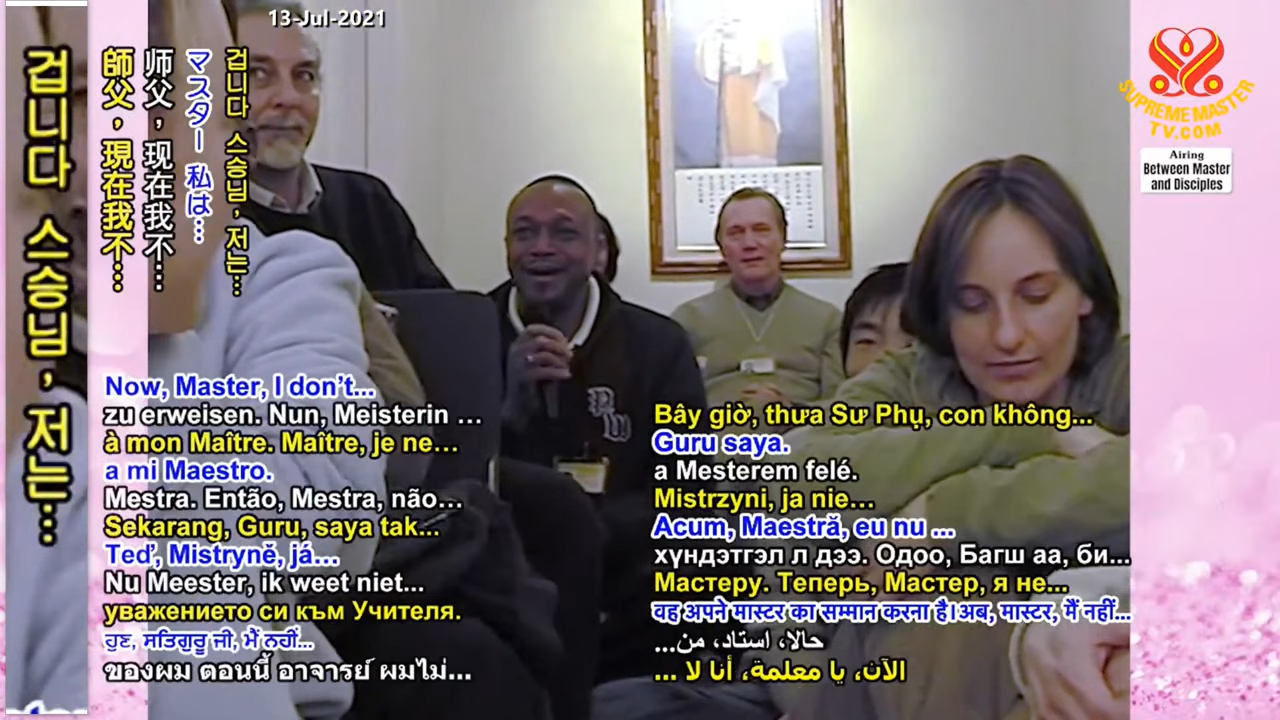 13-Jul-2021
겁니다 스승님, 저는...
師父，現在我不…
师父，现在我不…
マスター 私は…
겁니다 스승님, 저는...
SUPREME MASTER
TV.COM
Airing
Between Master
and Disciples
Now, Master, I don't...
zu erweisen. Nun, Meisterin …
à mon Maître. Maître, je ne…
a mi Maestro.
Mestra. Então, Mestra, não…
Sekarang, Guru, saya tak...
Teď, Mistryně, já…
Nu Meester, ik weet niet...
уважението си към Учителя.
ਹੁਣ, ਸਤਿਗੁਰੂ ਜੀ, ਮੈਂ ਨਹੀਂ...
ของผม ตอนนี้ อาจารย์ ผมไม่...
Bây giờ, thưa Sư Phụ, con không...
Guru saya.
a Mesterem felé.
Mistrzyni, ja nie…
Acum, Maestră, eu nu ...
хүндэтгэл л дээ. Одоо, Багш аа, би...
Мастеру. Теперь, Мастер, я не...
वह अपने मास्टर का सम्मान करना है। अब, मास्टर, मैं नहीं...
حالا، استاد، من...
الآن، يا معلمة، أنا لا ...